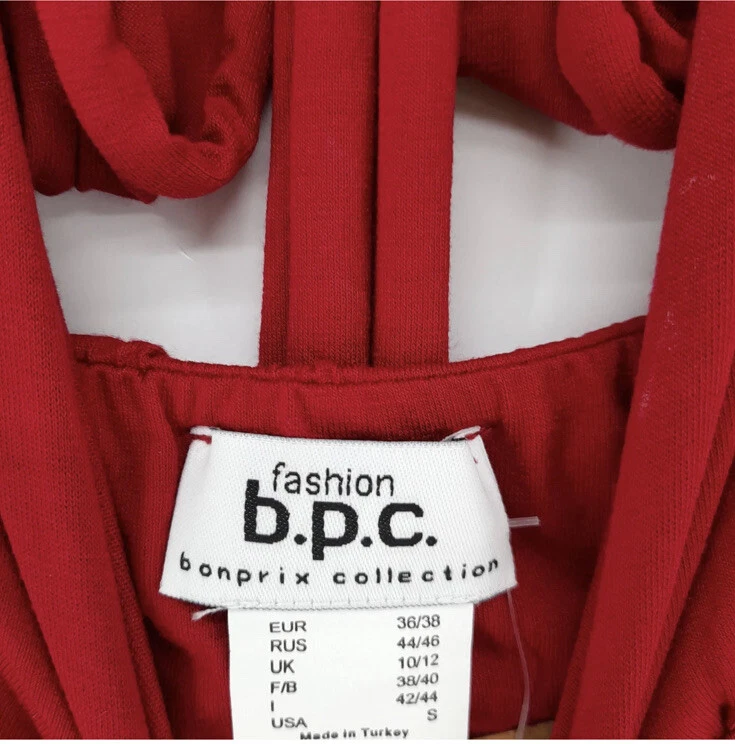 fashion
b.p.c.
bonprix collection
EUR 36/38
RUS 44/46
UK 10/12
F/B 38/40
I 42/44
USA S
Made in Turkey